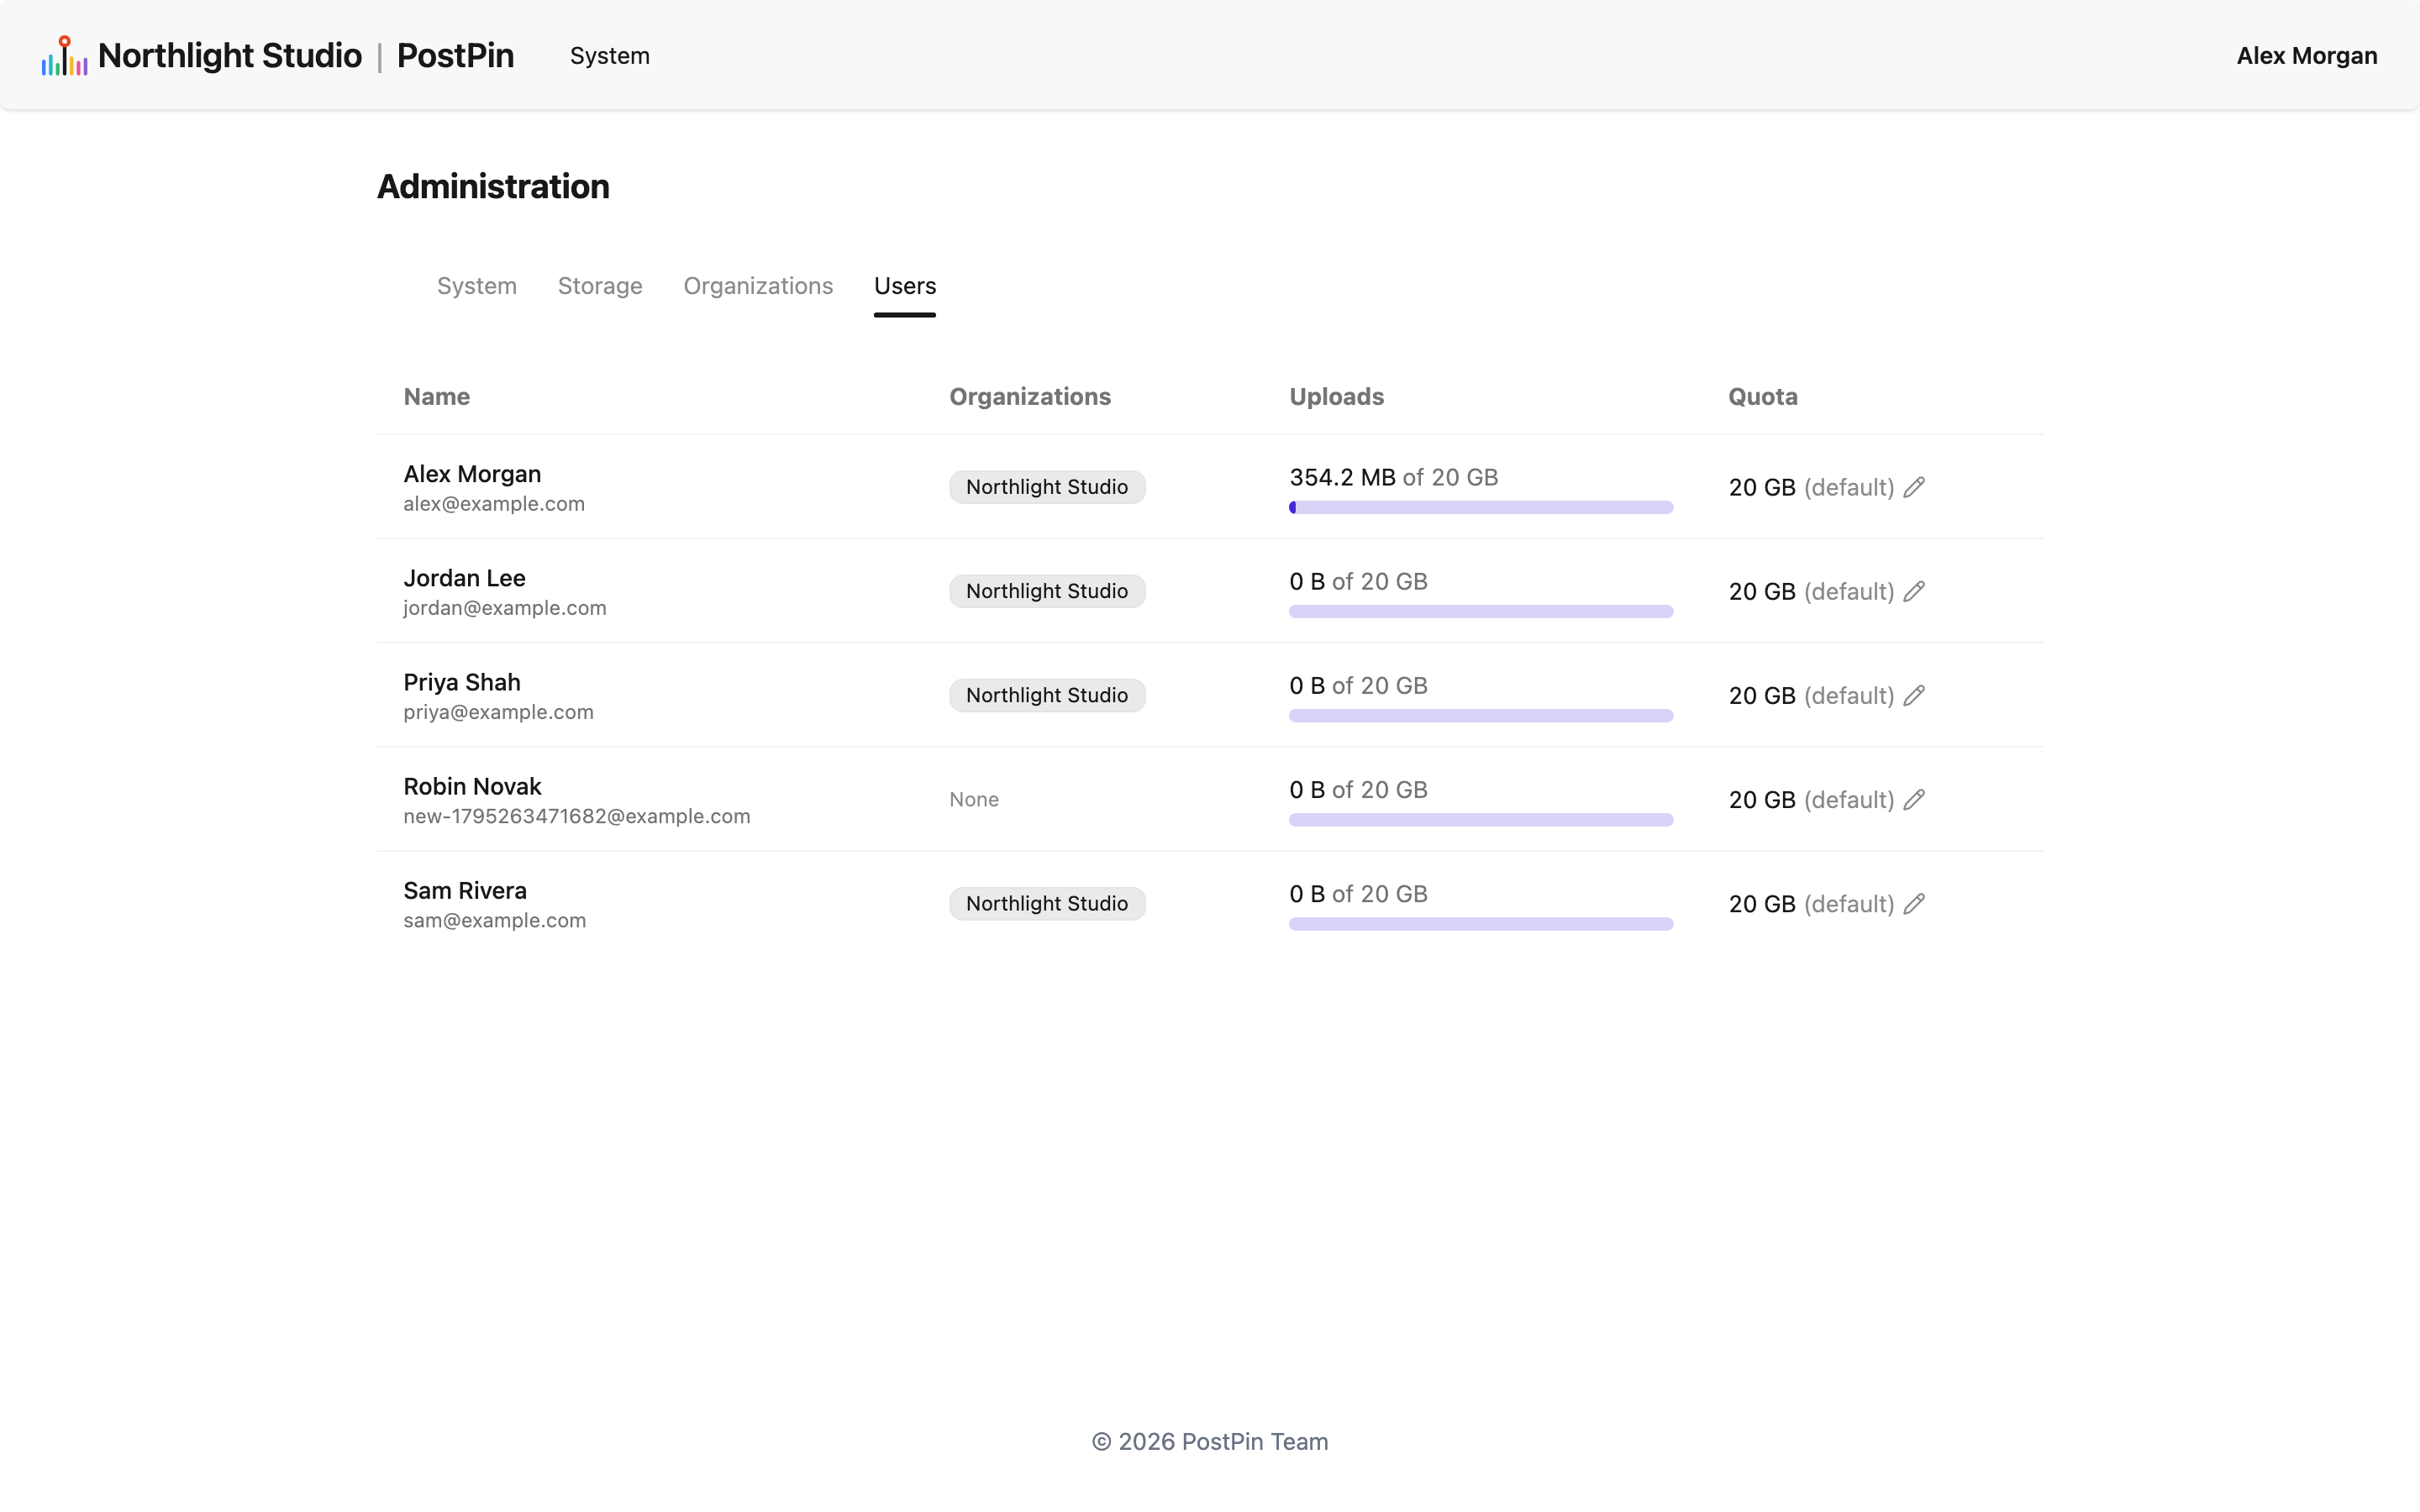 Northlight Studio | PostPin System Alex Morgan
Administration
System Storage Organizations Users
Name Organizations Uploads Quota
Alex Morgan
alex@example.com
Northlight Studio
354.2 MB of 20 GB
20 GB (default)
Jordan Lee
jordan@example.com
Northlight Studio
0 B of 20 GB
20 GB (default)
Priya Shah
priya@example.com
Northlight Studio
0 B of 20 GB
20 GB (default)
Robin Novak
new-1795263471682@example.com
None
0 B of 20 GB
20 GB (default)
Sam Rivera
sam@example.com
Northlight Studio
0 B of 20 GB
20 GB (default)
© 2026 PostPin Team